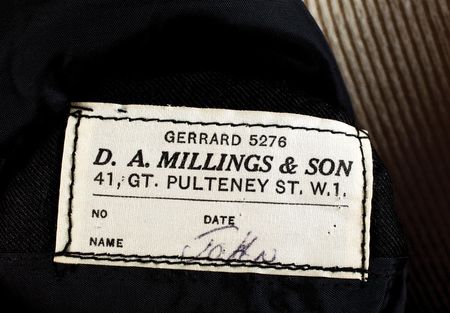 GERRARD 5276
D. A. MILLINGS & SON
41, GT. PULTENEY ST. W.1.
NO DATE
NAME John